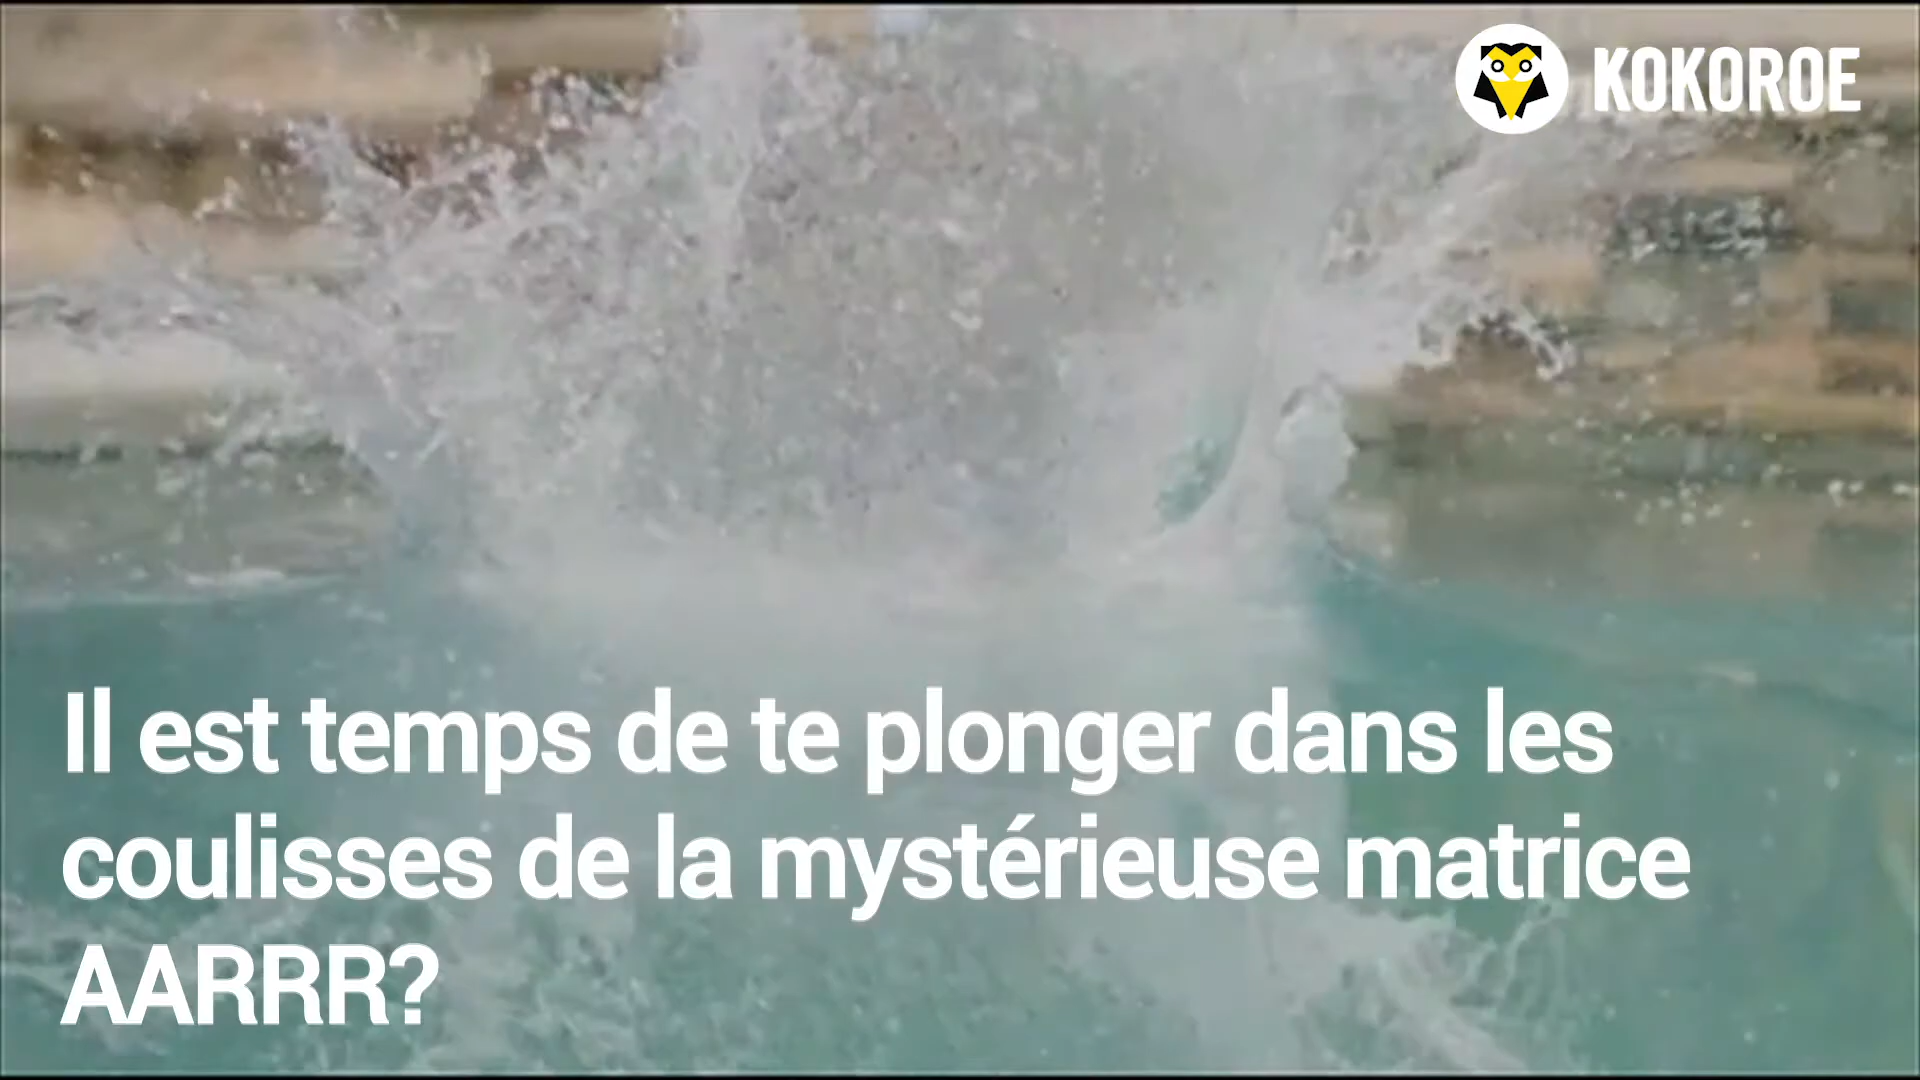 KOKOROE
Il est temps de te plonger dans les
coulisses de la mystérieuse matrice
AARRR?